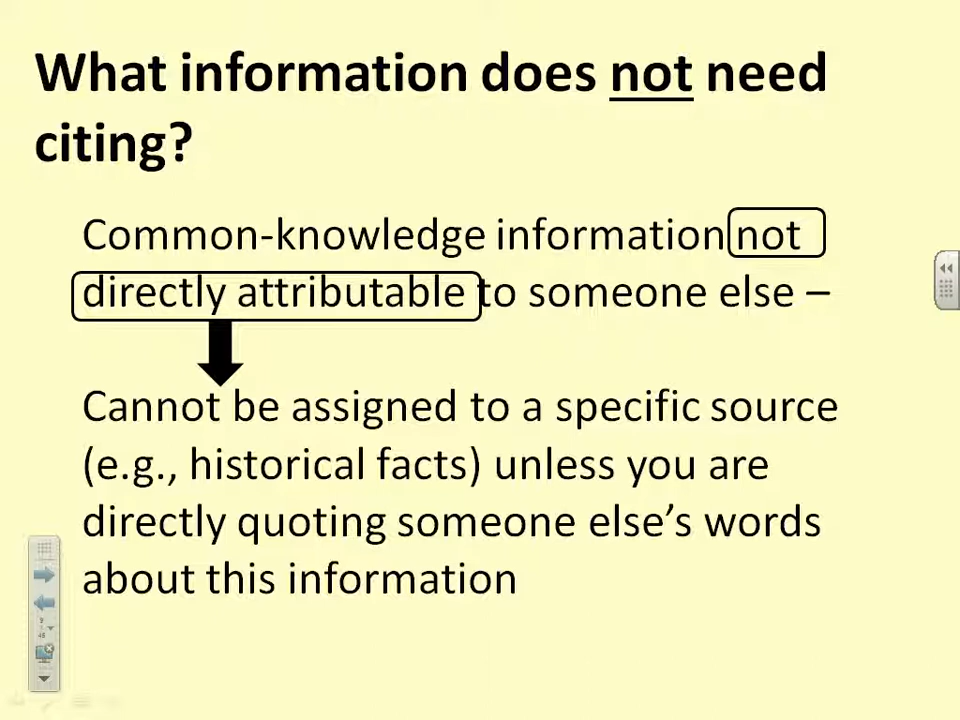 What information does not need
citing?
Common-knowledge information not
directly attributable to someone else –
Cannot be assigned to a specific source
(e.g., historical facts) unless you are
directly quoting someone else’s words
about this information